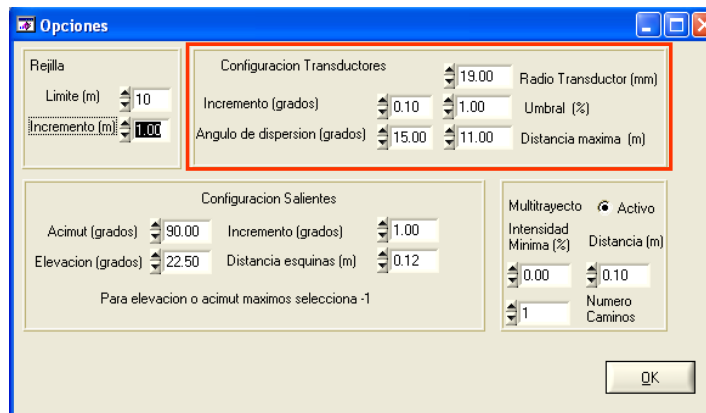 Opciones
Rejilla
Limite (m) 10
Incremento (m) 1.00
Configuracion Transductores
19.00 Radio Transductor (mm)
Incremento (grados) 0.10 1.00 Umbral (%)
Angulo de dispersion (grados) 15.00 11.00 Distancia maxima (m)
Configuracion Salientes
Acimut (grados) 90.00 Incremento (grados) 1.00
Elevacion (grados) 22.50 Distancia esquinas (m) 0.12
Para elevacion o acimut maximos selecciona -1
Multitrayecto Activo
Intensidad
Minima (%) Distancia (m)
0.00 0.10
1 Numero
Caminos
OK